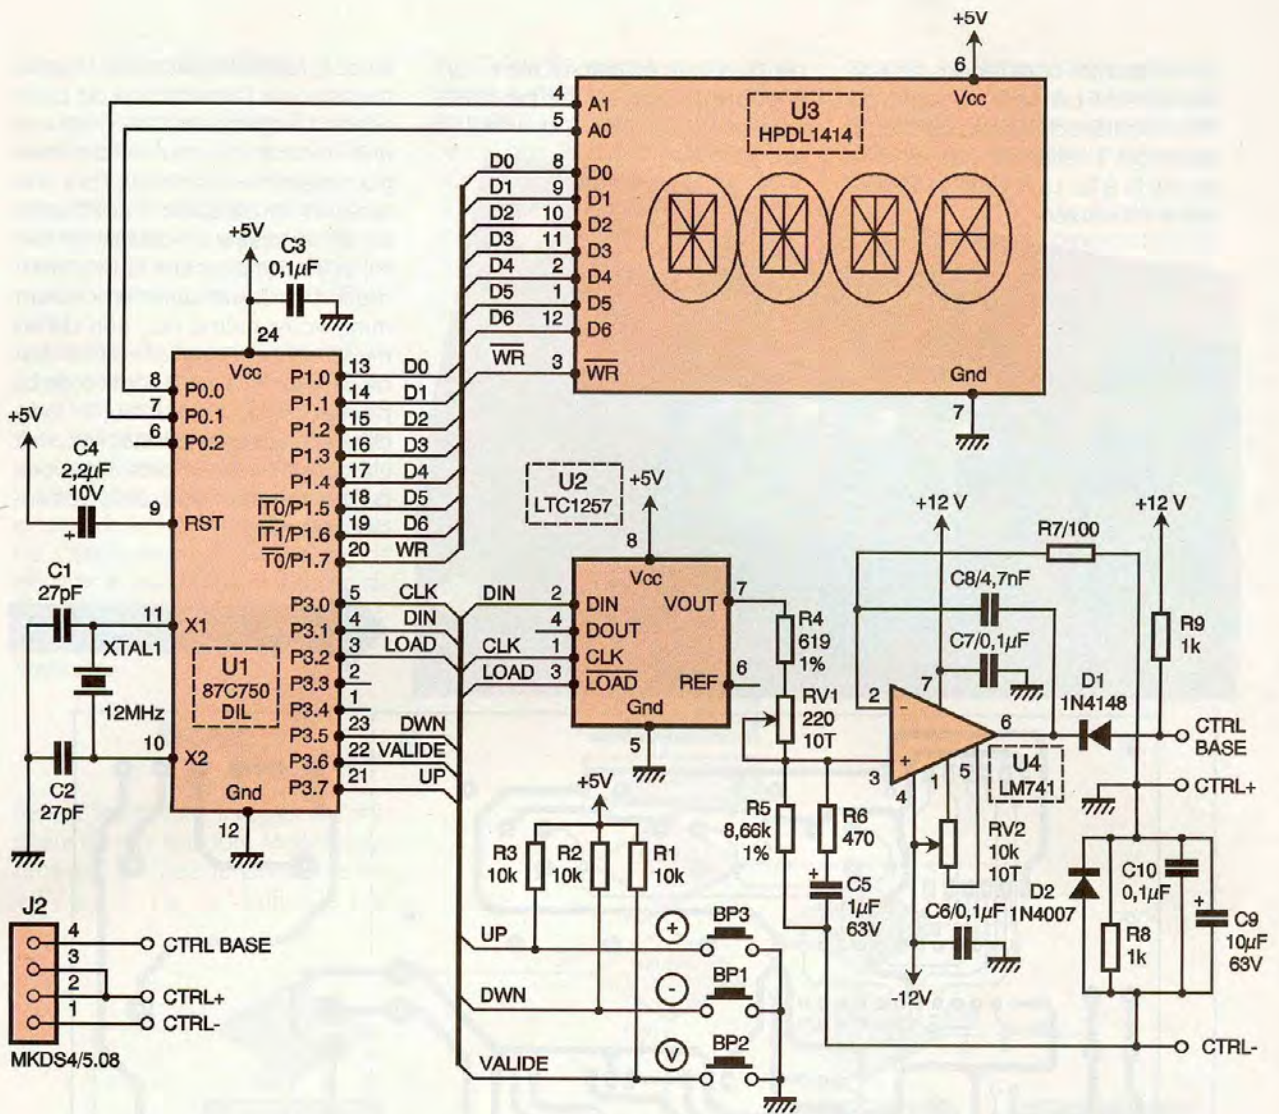 +5V
6
Vcc
U3
HPDL1414
4
A1
5
A0
D0
8
D0
D1
9
D1
D2
10
D2
D3
11
D3
D4
2
D4
D5
1
D5
D6
12
D6
WR
3
WR
Gnd
7
+5V
C3
0,1µF
24
Vcc
8
P0.0
7
P0.1
6
P0.2
+5V
C4
2,2µF
10V
+
9
RST
C1
27pF
11
X1
XTAL1
12MHz
10
X2
C2
27pF
Gnd
12
U1
87C750
DIL
P1.0
13
D0
P1.1
14
D1
P1.2
15
D2
P1.3
16
D3
P1.4
17
D4
IT0/P1.5
18
D5
IT1/P1.6
19
D6
T0/P1.7
20
WR
P3.0
5
CLK
P3.1
4
DIN
P3.2
3
LOAD
P3.3
2
P3.4
1
P3.5
23
DWN
P3.6
22
VALIDE
P3.7
21
UP
U2
LTC1257
+5V
8
Vcc
DIN
2
DIN
4
DOUT
CLK
1
CLK
LOAD
3
LOAD
VOUT
7
REF
6
Gnd
5
R4
619
1%
RV1
220
10T
R5
8,66k
1%
R6
470
+
C5
1µF
63V
+12 V
R7/100
C8/4,7nF
C7/0,1µF
+12 V
R9
1k
D1
1N4148
2
-
7
6
+
3
4
1
5
U4
LM741
RV2
10k
10T
C6/0,1µF
-12V
CTRL
BASE
CTRL+
D2
1N4007
R8
1k
C10
0,1µF
+
C9
10µF
63V
CTRL-
+5V
R3
10k
R2
10k
R1
10k
UP
+
BP3
DWN
-
BP1
VALIDE
V
BP2
J2
4
CTRL BASE
3
2
CTRL+
1
CTRL-
MKDS4/5.08